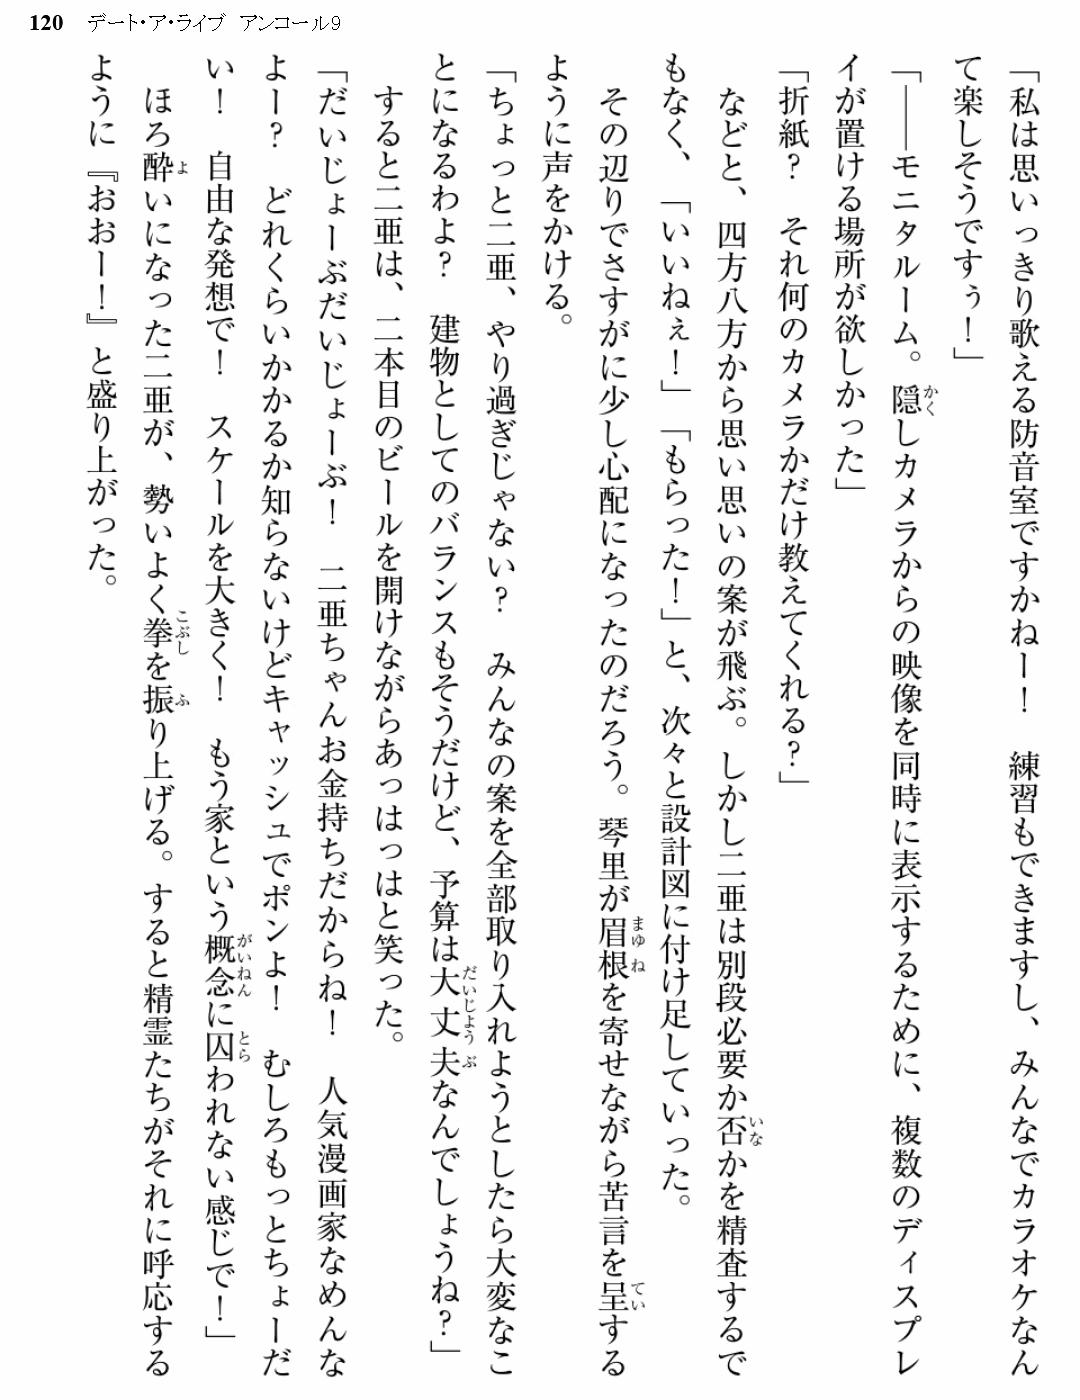 120 デート・ア・ライブ アンコール9
「私は思いっきり歌える防音室ですかねー！　練習もできますし、みんなでカラオケなん
て楽しそうですぅ！」
「――モニタルーム。隠しカメラからの映像を同時に表示するために、複数のディスプレ
イが置ける場所が欲しかった」
「折紙？　それ何のカメラかだけ教えてくれる？」
　などと、四方八方から思い思いの案が飛ぶ。しかし二亜は別段必要か否かを精査するで
もなく、「いいねぇ！」「もらった！」と、次々と設計図に付け足していった。
　その辺りでさすがに少し心配になったのだろう。琴里が眉根を寄せながら苦言を呈する
ように声をかける。
「ちょっと二亜、やり過ぎじゃない？　みんなの案を全部取り入れようとしたら大変なこ
とになるわよ？　建物としてのバランスもそうだけど、予算は大丈夫なんでしょうね？」
　すると二亜は、二本目のビールを開けながらあっはっはと笑った。
「だいじょーぶだいじょーぶ！　二亜ちゃんお金持ちだからね！　人気漫画家なめんな
よー？　どれくらいかかるか知らないけどキャッシュでポンよ！　むしろもっとちょーだ
い！　自由な発想で！　スケールを大きく！　もう家という概念に囚われない感じで！」
　ほろ酔いになった二亜が、勢いよく拳を振り上げる。すると精霊たちがそれに呼応する
ように『おおー！』と盛り上がった。